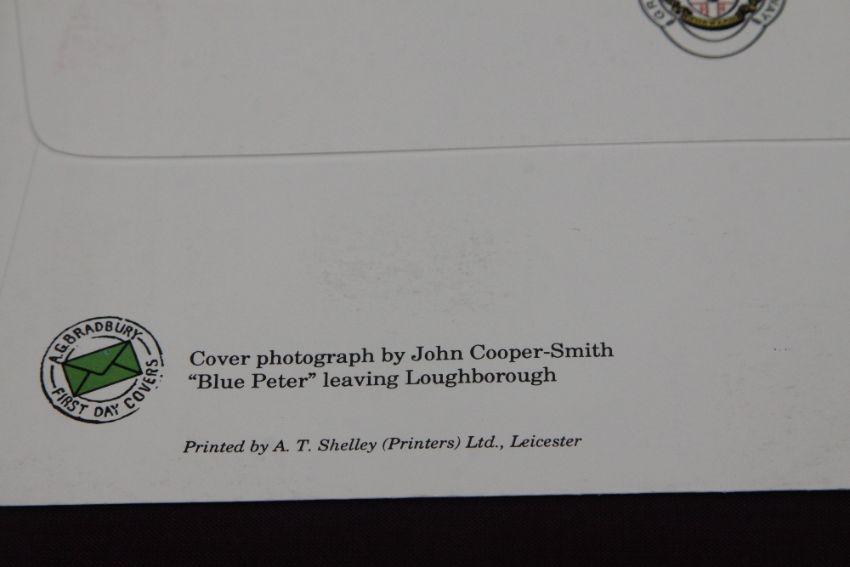 A.G. BRADBURY
FIRST DAY COVERS
Cover photograph by John Cooper-Smith
“Blue Peter” leaving Loughborough
Printed by A. T. Shelley (Printers) Ltd., Leicester